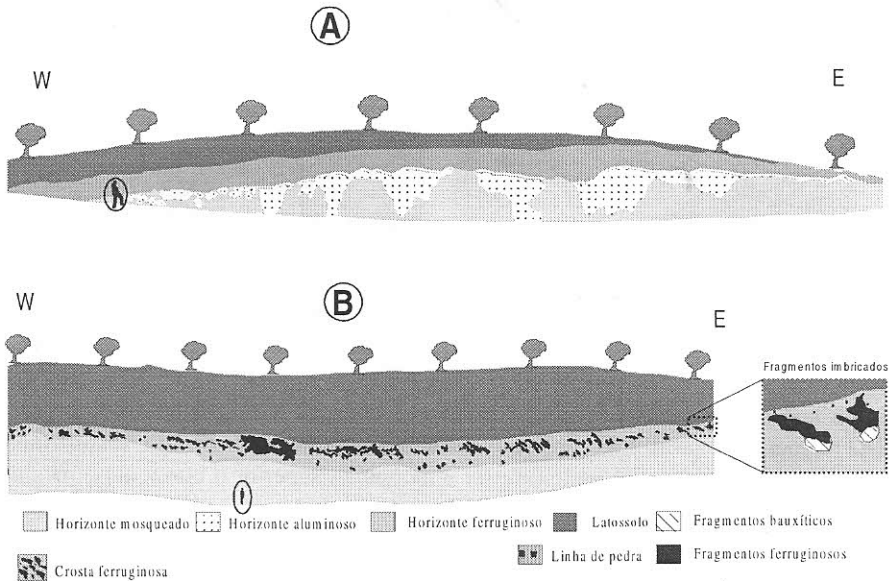 A
W
E
W
B
E
Fragmentos imbricados
Horizonte mosqueado
Horizonte aluminoso
Horizonte ferruginoso
Latossolo
Fragmentos bauxíticos
Crosta ferruginosa
Linha de pedra
Fragmentos ferruginosos